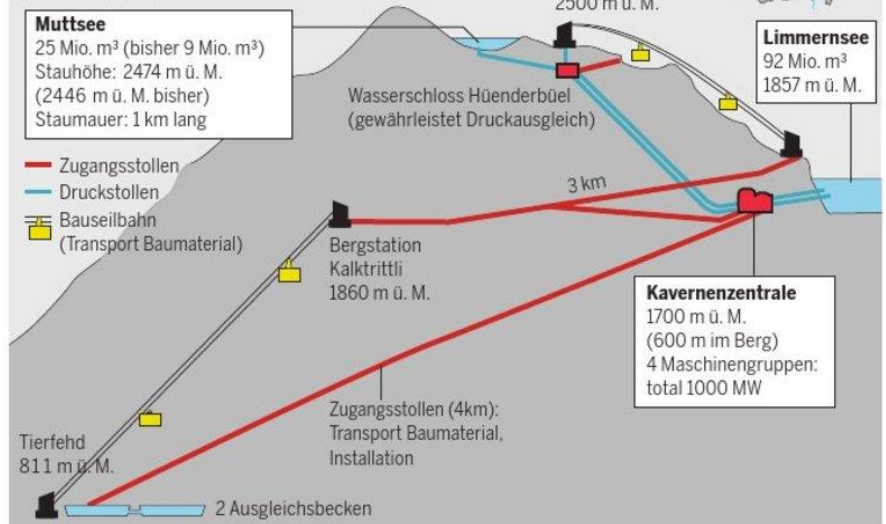 2500 m ü. M.
Muttsee
25 Mio. m³ (bisher 9 Mio. m³)
Stauhöhe: 2474 m ü. M.
(2446 m ü. M. bisher)
Staumauer: 1 km lang
Limmernsee
92 Mio. m³
1857 m ü. M.
Wasserschloss Hüenderbüel
(gewährleistet Druckausgleich)
Zugangsstollen
Druckstollen
Bauseilbahn
(Transport Baumaterial)
3 km
Bergstation
Kalktrittli
1860 m ü. M.
Kavernenzentrale
1700 m ü. M.
(600 m im Berg)
4 Maschinengruppen:
total 1000 MW
Zugangsstollen (4km):
Transport Baumaterial,
Installation
Tierfehd
811 m ü. M.
2 Ausgleichsbecken